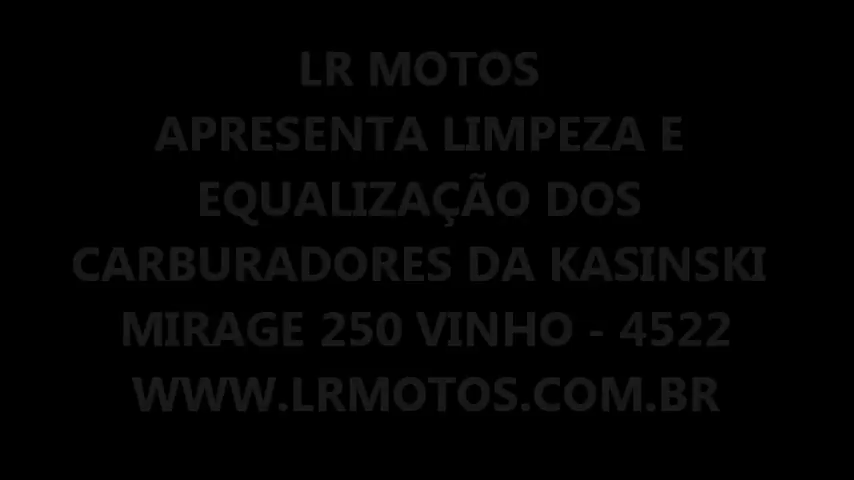 LR MOTOS
APRESENTA LIMPEZA E
EQUALIZAÇÃO DOS
CARBURADORES DA KASINSKI
MIRAGE 250 VINHO - 4522
WWW.LRMOTOS.COM.BR